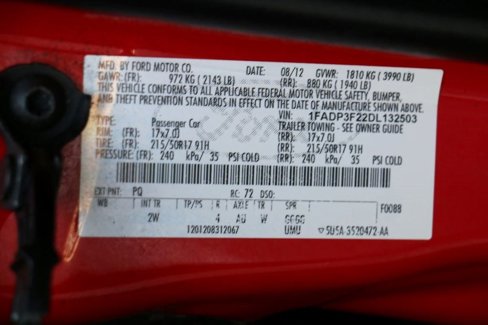 MFD. BY FORD MOTOR CO. DATE: 08/12 GVWR: 1810 KG ( 3990 LB)
GAWR: (FR): 972 KG ( 2143 LB) (RR): 880 KG ( 1940 LB)
THIS VEHICLE CONFORMS TO ALL APPLICABLE FEDERAL MOTOR VEHICLE SAFETY, BUMPER,
AND THEFT PREVENTION STANDARDS IN EFFECT ON THE DATE OF MANUFACTURE SHOWN ABOVE.
VIN: 1FADP3F22DL132503
TYPE: Passenger Car TRAILER TOWING - SEE OWNER GUIDE
RIM: (FR): 17x7.0J (RR): 17x7.0J
TIRE: (FR): 215/50R17 91H (RR): 215/50R17 91H
PRESSURE: (FR): 240 kPa/ 35 PSI COLD (RR): 240 kPa/ 35 PSI COLD
EXT PNT: PQ RC: 72 DSO:
WB INT TR TP/PS R AXLE TR SPR F0088
2W 4 W
1201208312067 UMU 5U5A 3520472 AA